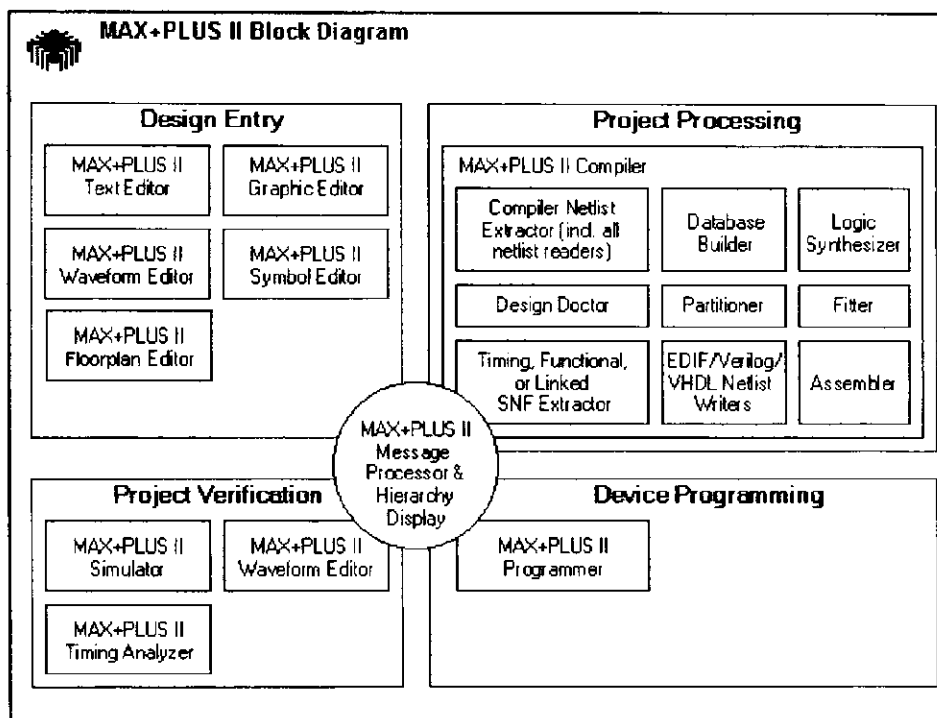 MAX+PLUS II Block Diagram
Design Entry
MAX+PLUS II
Text Editor
MAX+PLUS II
Graphic Editor
MAX+PLUS II
Waveform Editor
MAX+PLUS II
Symbol Editor
MAX+PLUS II
Floorplan Editor
Project Processing
MAX+PLUS II Compiler
Compiler Netlist
Extractor (incl. all
netlist readers)
Database
Builder
Logic
Synthesizer
Design Doctor
Partitioner
Fitter
Timing, Functional,
or Linked
SNF Extractor
EDIF/Verilog/
VHDL Netlist
Writers
Assembler
MAX+PLUS II
Message
Processor &
Hierarchy
Display
Project Verification
MAX+PLUS II
Simulator
MAX+PLUS II
Waveform Editor
MAX+PLUS II
Timing Analyzer
Device Programming
MAX+PLUS II
Programmer